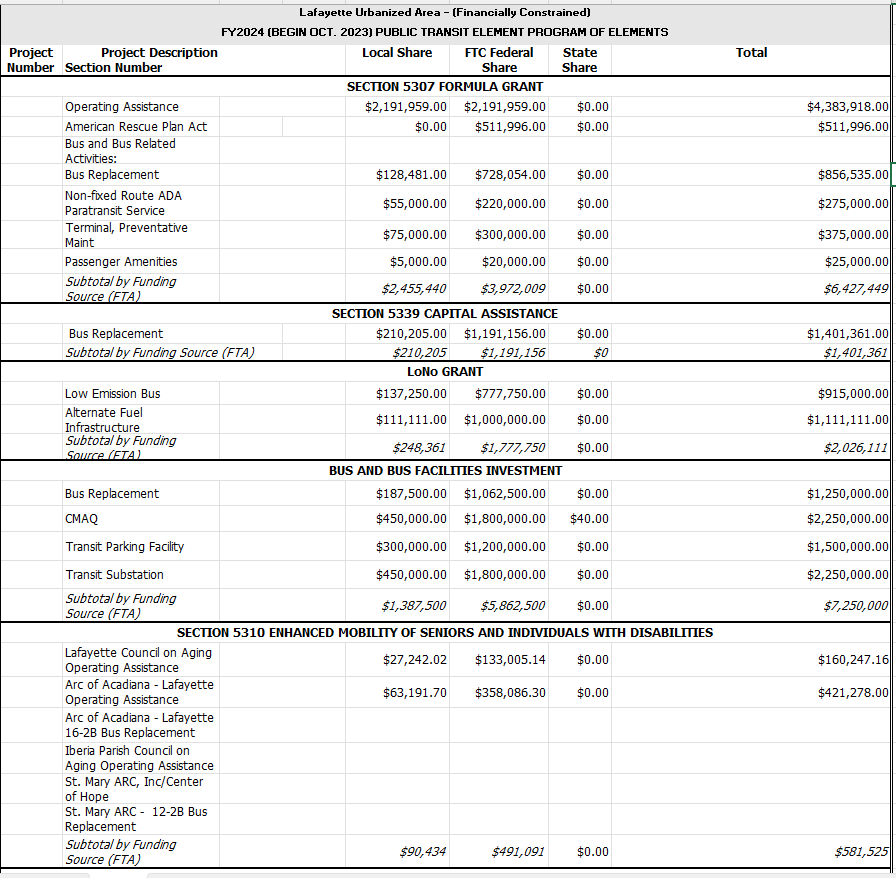 Lafayette Urbanized Area - (Financially Constrained)
FY2024 (BEGIN OCT. 2023) PUBLIC TRANSIT ELEMENT PROGRAM OF ELEMENTS
Project Number Project Description Section Number Local Share FTC Federal Share State Share Total
SECTION 5307 FORMULA GRANT
Operating Assistance $2,191,959.00 $2,191,959.00 $0.00 $4,383,918.00
American Rescue Plan Act $0.00 $511,996.00 $0.00 $511,996.00
Bus and Bus Related
Activities:
Bus Replacement $128,481.00 $728,054.00 $0.00 $856,535.00
Non-fixed Route ADA
Paratransit Service $55,000.00 $220,000.00 $0.00 $275,000.00
Terminal, Preventative
Maint $75,000.00 $300,000.00 $0.00 $375,000.00
Passenger Amenities $5,000.00 $20,000.00 $0.00 $25,000.00
Subtotal by Funding
Source (FTA) $2,455,440 $3,972,009 $0.00 $6,427,449
SECTION 5339 CAPITAL ASSISTANCE
Bus Replacement $210,205.00 $1,191,156.00 $0.00 $1,401,361.00
Subtotal by Funding Source (FTA) $210,205 $1,191,156 $0 $1,401,361
LoNo GRANT
Low Emission Bus $137,250.00 $777,750.00 $0.00 $915,000.00
Alternate Fuel
Infrastructure $111,111.00 $1,000,000.00 $0.00 $1,111,111.00
Subtotal by Funding
Source (FTA) $248,361 $1,777,750 $0.00 $2,026,111
BUS AND BUS FACILITIES INVESTMENT
Bus Replacement $187,500.00 $1,062,500.00 $0.00 $1,250,000.00
CMAQ $450,000.00 $1,800,000.00 $40.00 $2,250,000.00
Transit Parking Facility $300,000.00 $1,200,000.00 $0.00 $1,500,000.00
Transit Substation $450,000.00 $1,800,000.00 $0.00 $2,250,000.00
Subtotal by Funding
Source (FTA) $1,387,500 $5,862,500 $0.00 $7,250,000
SECTION 5310 ENHANCED MOBILITY OF SENIORS AND INDIVIDUALS WITH DISABILITIES
Lafayette Council on Aging
Operating Assistance $27,242.02 $133,005.14 $0.00 $160,247.16
Arc of Acadiana - Lafayette
Operating Assistance $63,191.70 $358,086.30 $0.00 $421,278.00
Arc of Acadiana - Lafayette
16-2B Bus Replacement
Iberia Parish Council on
Aging Operating Assistance
St. Mary ARC, Inc/Center
of Hope
St. Mary ARC - 12-2B Bus
Replacement
Subtotal by Funding
Source (FTA) $90,434 $491,091 $0.00 $581,525